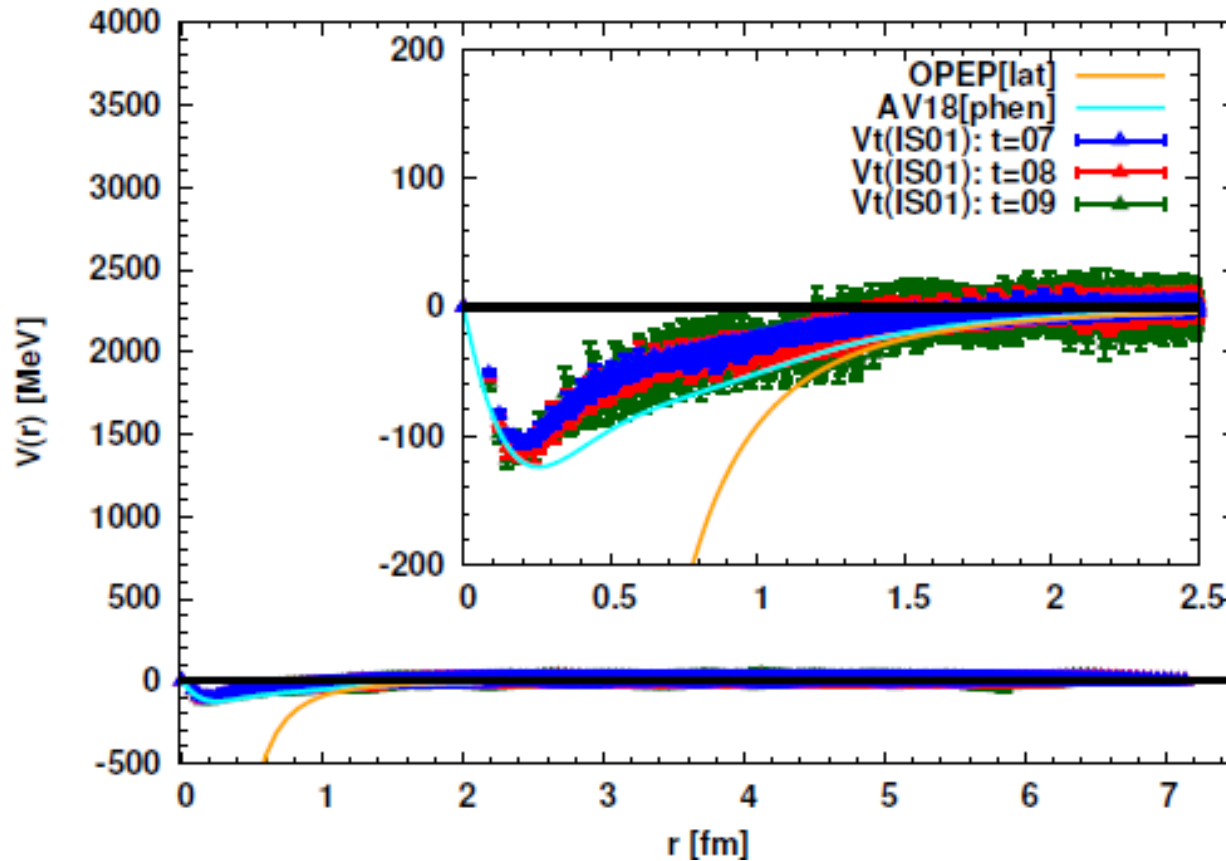 4000
3500
3000
2500
2000
1500
1000
500
0
-500
V(r) [MeV]
200
100
0
-100
-200
OPEP[lat]
AV18[phen]
Vt(IS01): t=07
Vt(IS01): t=08
Vt(IS01): t=09
0 0.5 1 1.5 2 2.5
0 1 2 3 4 5 6 7
r [fm]